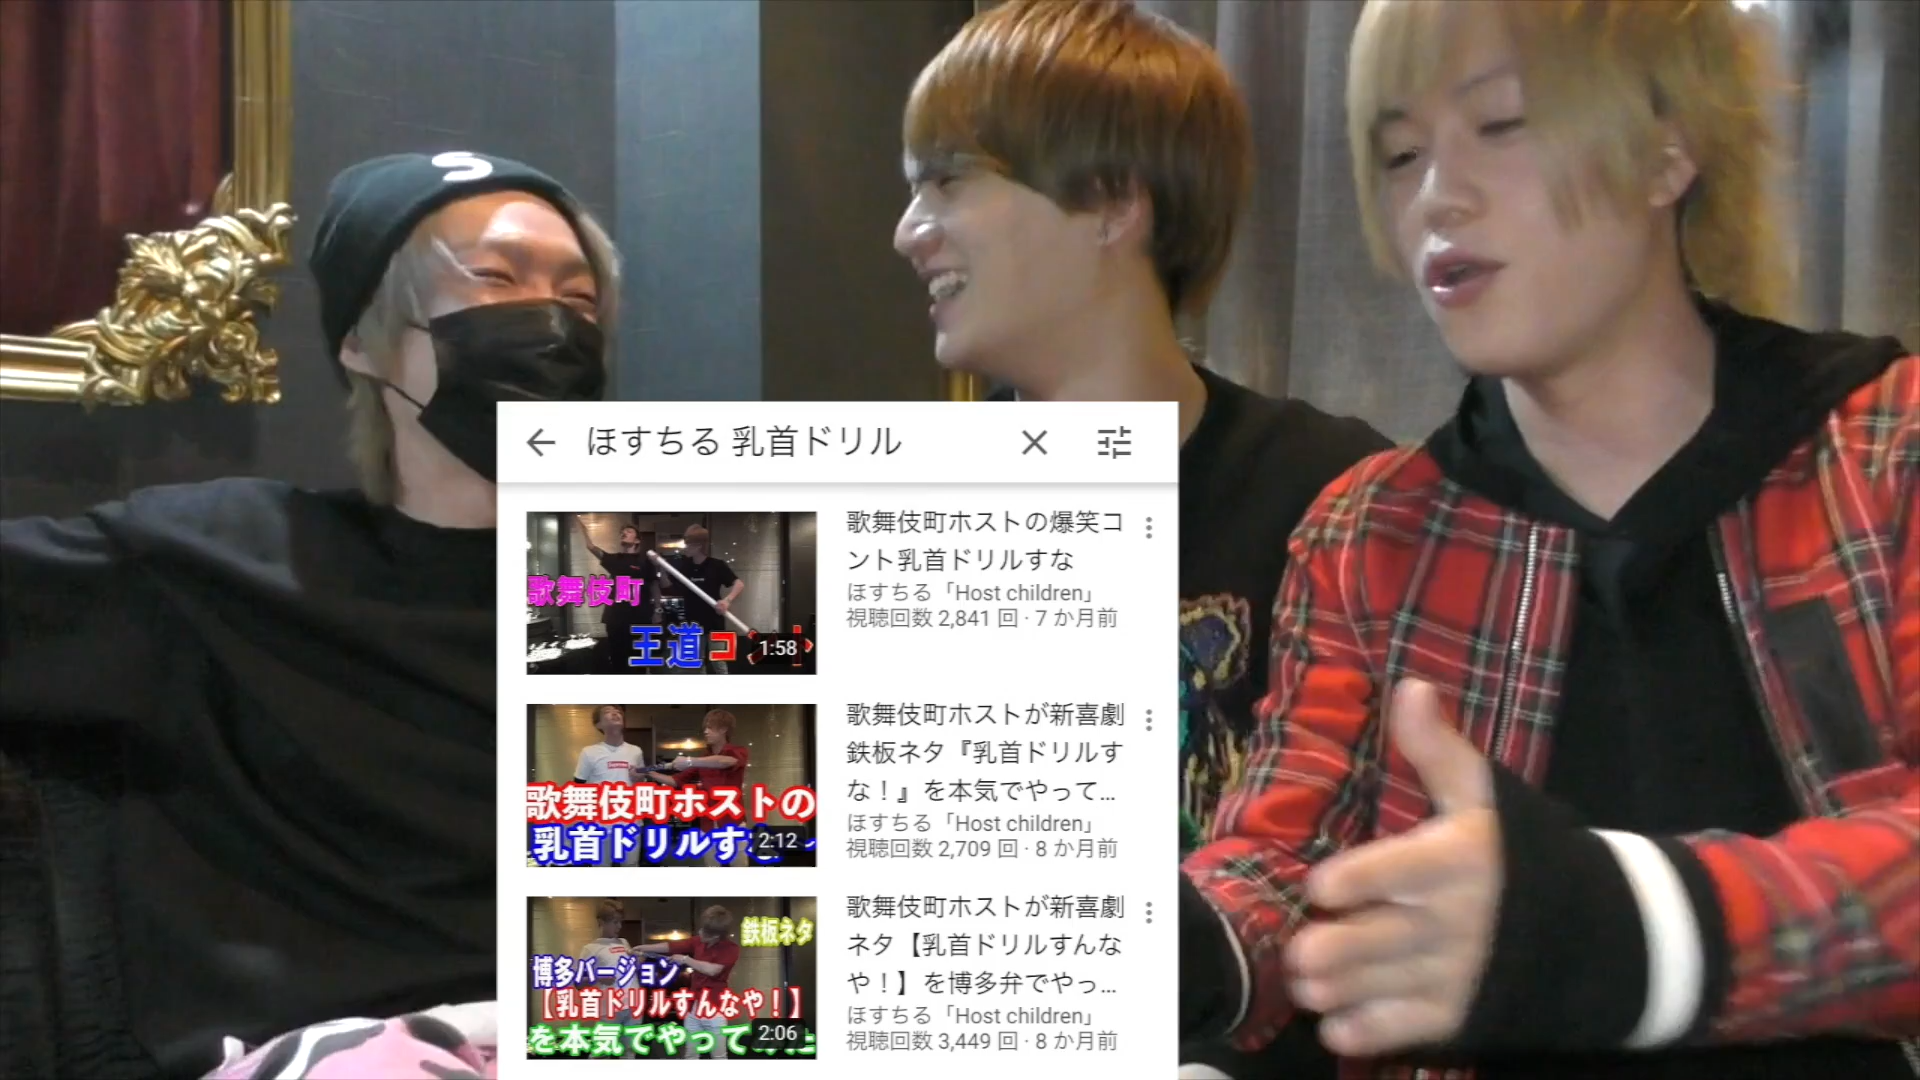 S
ほすちる 乳首ドリル
歌舞伎町
王道コ
1:58
歌舞伎町ホストの爆笑コ
ント乳首ドリルすな
ほすちる「Host children」
視聴回数 2,841 回 · 7 か月前
歌舞伎町ホストの
乳首ドリルす
2:12
歌舞伎町ホストが新喜劇
鉄板ネタ『乳首ドリルす
な！』を本気でやって...
ほすちる「Host children」
視聴回数 2,709 回 · 8 か月前
鉄板ネタ
博多バージョン
【乳首ドリルすんなや！】
を本気でやって
2:06
歌舞伎町ホストが新喜劇
ネタ【乳首ドリルすんな
や！】を博多弁でやっ...
ほすちる「Host children」
視聴回数 3,449 回 · 8 か月前